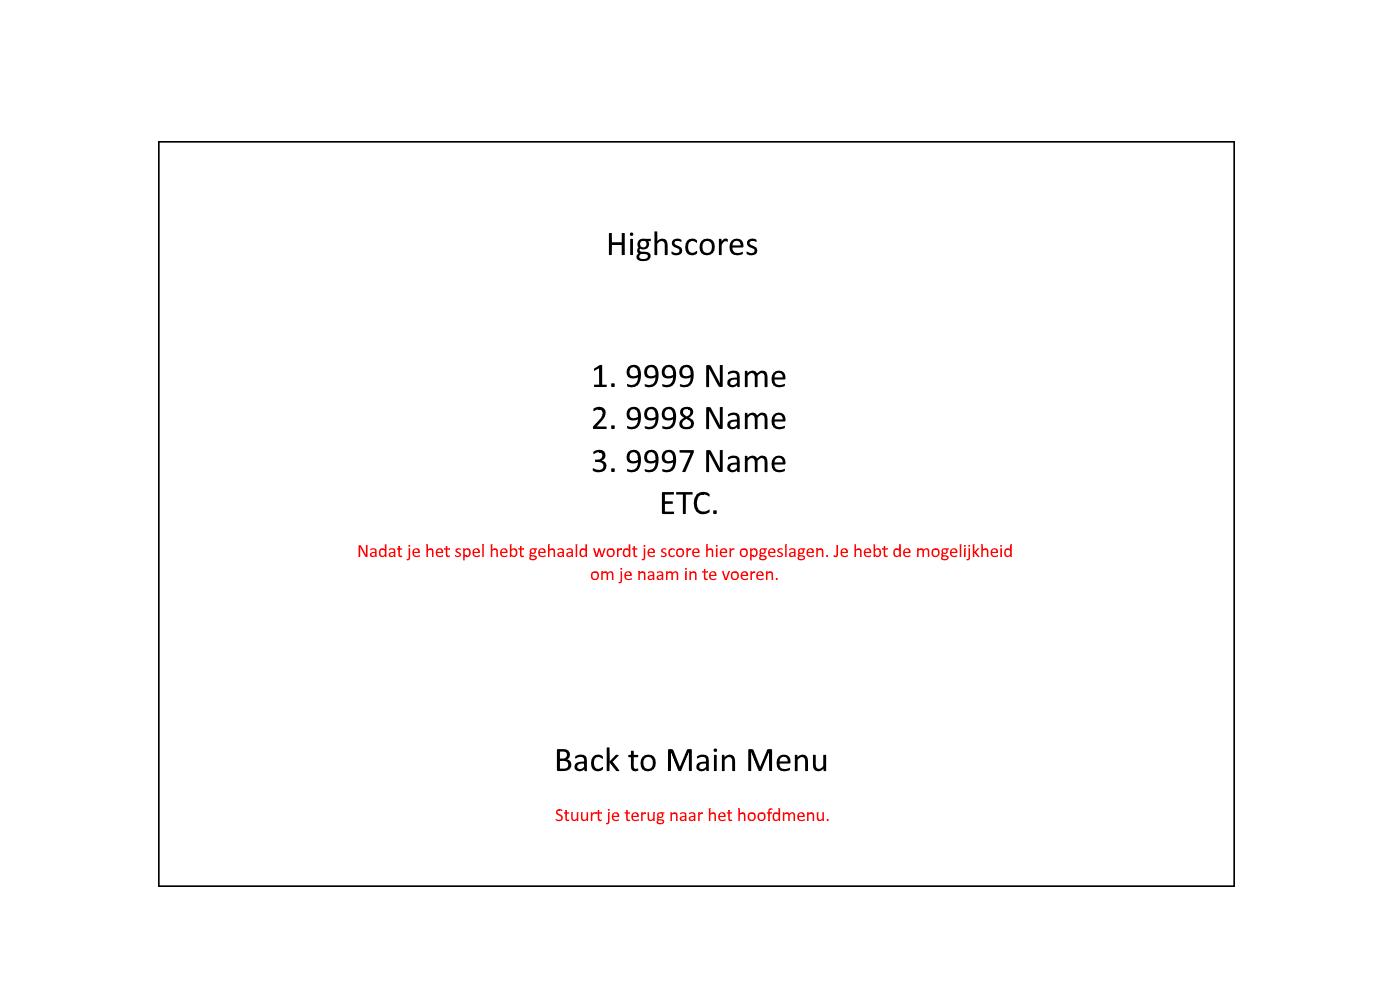 Highscores
1. 9999 Name
2. 9998 Name
3. 9997 Name
ETC.
Nadat je het spel hebt gehaald wordt je score hier opgeslagen. Je hebt de mogelijkheid
om je naam in te voeren.
Back to Main Menu
Stuurt je terug naar het hoofdmenu.